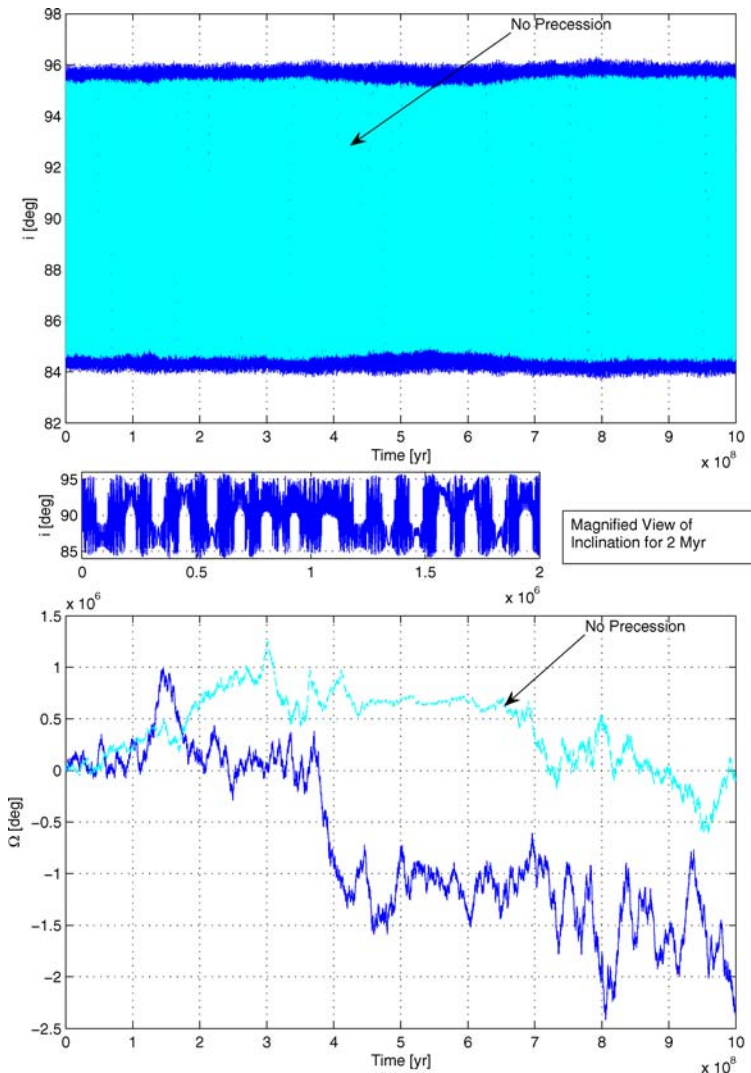 No Precession
98
96
94
92
90
88
86
84
82
i [deg]
0 1 2 3 4 5 6 7 8 9 10
Time [yr]
x 10^8
95
90
85
i [deg]
0 0.5 1 1.5 2
x 10^6
Magnified View of
Inclination for 2 Myr
x 10^6
No Precession
1.5
1
0.5
0
−0.5
−1
−1.5
−2
−2.5
Ω [deg]
0 1 2 3 4 5 6 7 8 9 10
Time [yr]
x 10^8